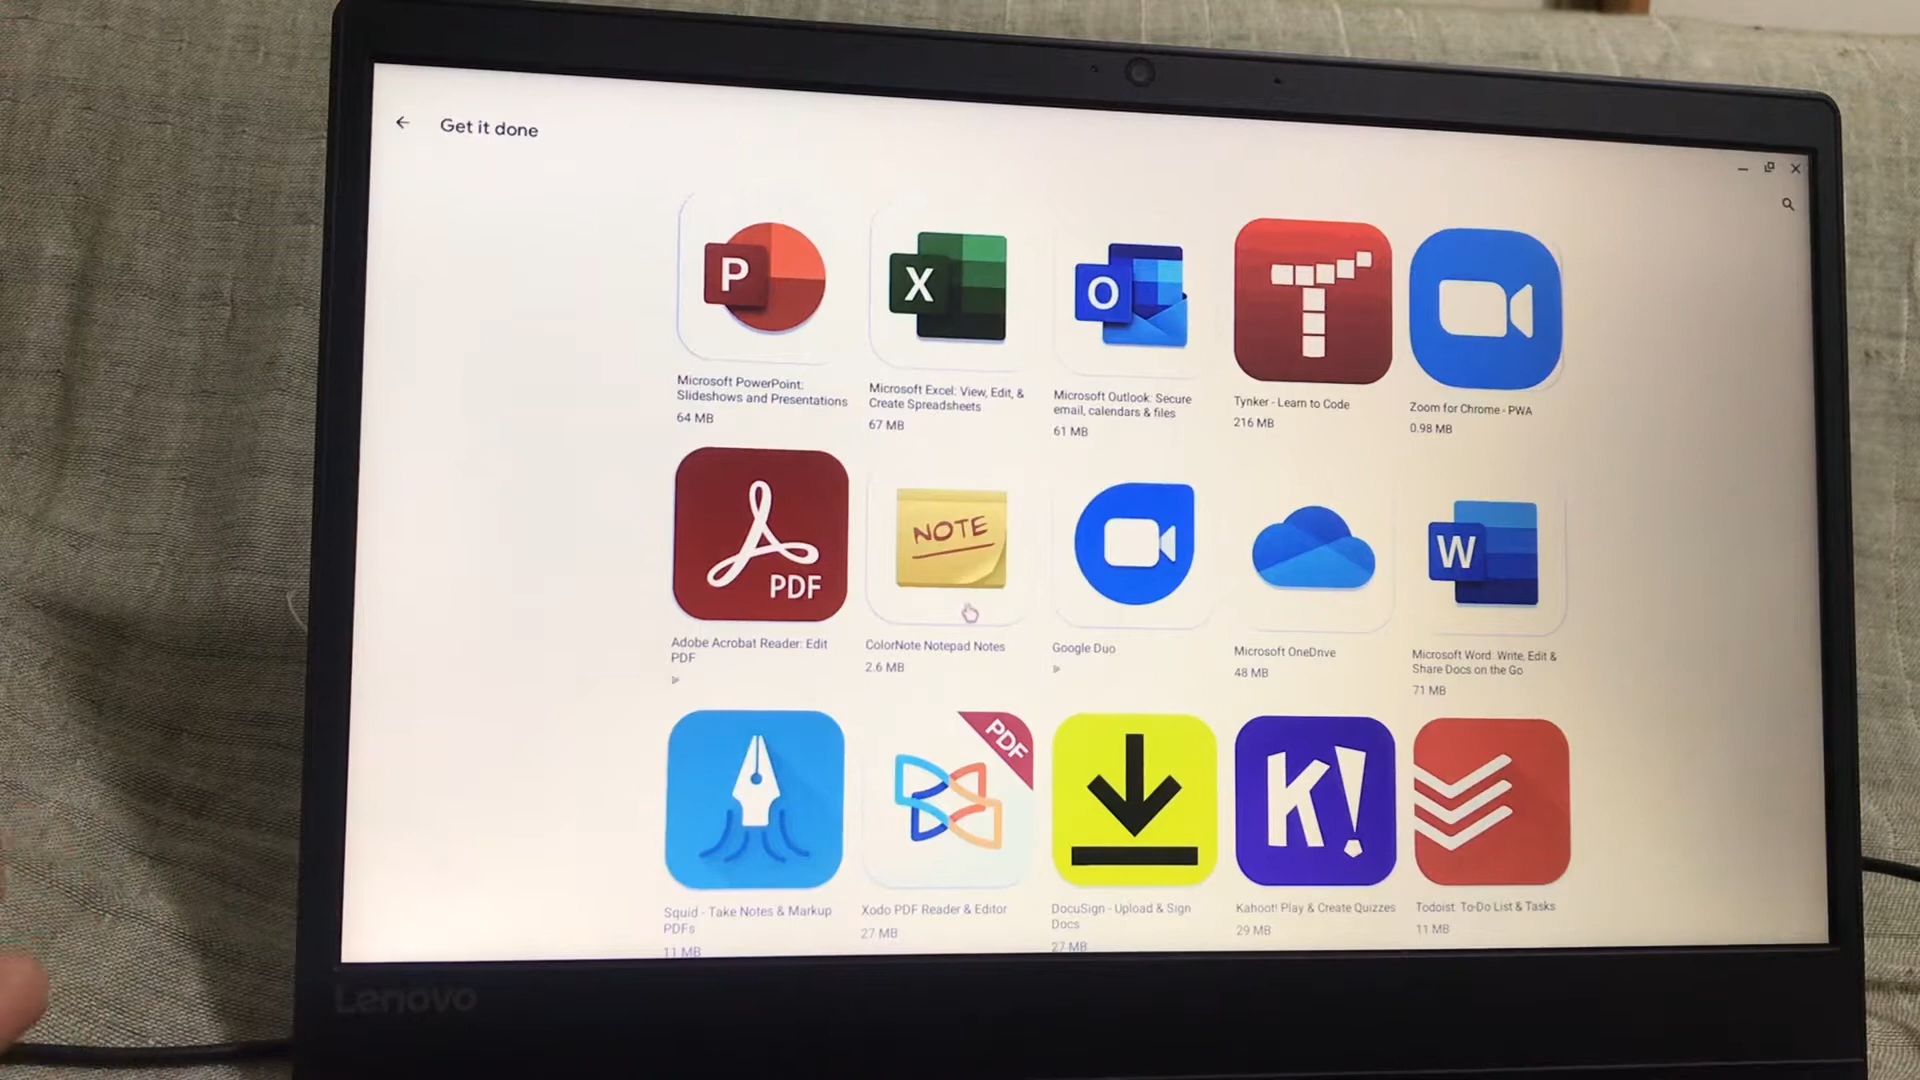 Get it done
P
X
O
Microsoft PowerPoint:
Slideshows and Presentations
64 MB
Microsoft Excel: View, Edit, &
Create Spreadsheets
67 MB
Microsoft Outlook: Secure
email, calendars & files
61 MB
Tynker - Learn to Code
216 MB
Zoom for Chrome - PWA
0.98 MB
PDF
NOTE
W
Adobe Acrobat Reader: Edit
PDF
ColorNote Notepad Notes
2.6 MB
Google Duo
Microsoft OneDrive
48 MB
Microsoft Word: Write, Edit &
Share Docs on the Go
71 MB
PDF
K!
Squid - Take Notes & Markup
PDFs
11 MB
Xodo PDF Reader & Editor
27 MB
DocuSign - Upload & Sign
Docs
27 MB
Kahoot! Play & Create Quizzes
29 MB
Todoist: To-Do List & Tasks
11 MB
Lenovo